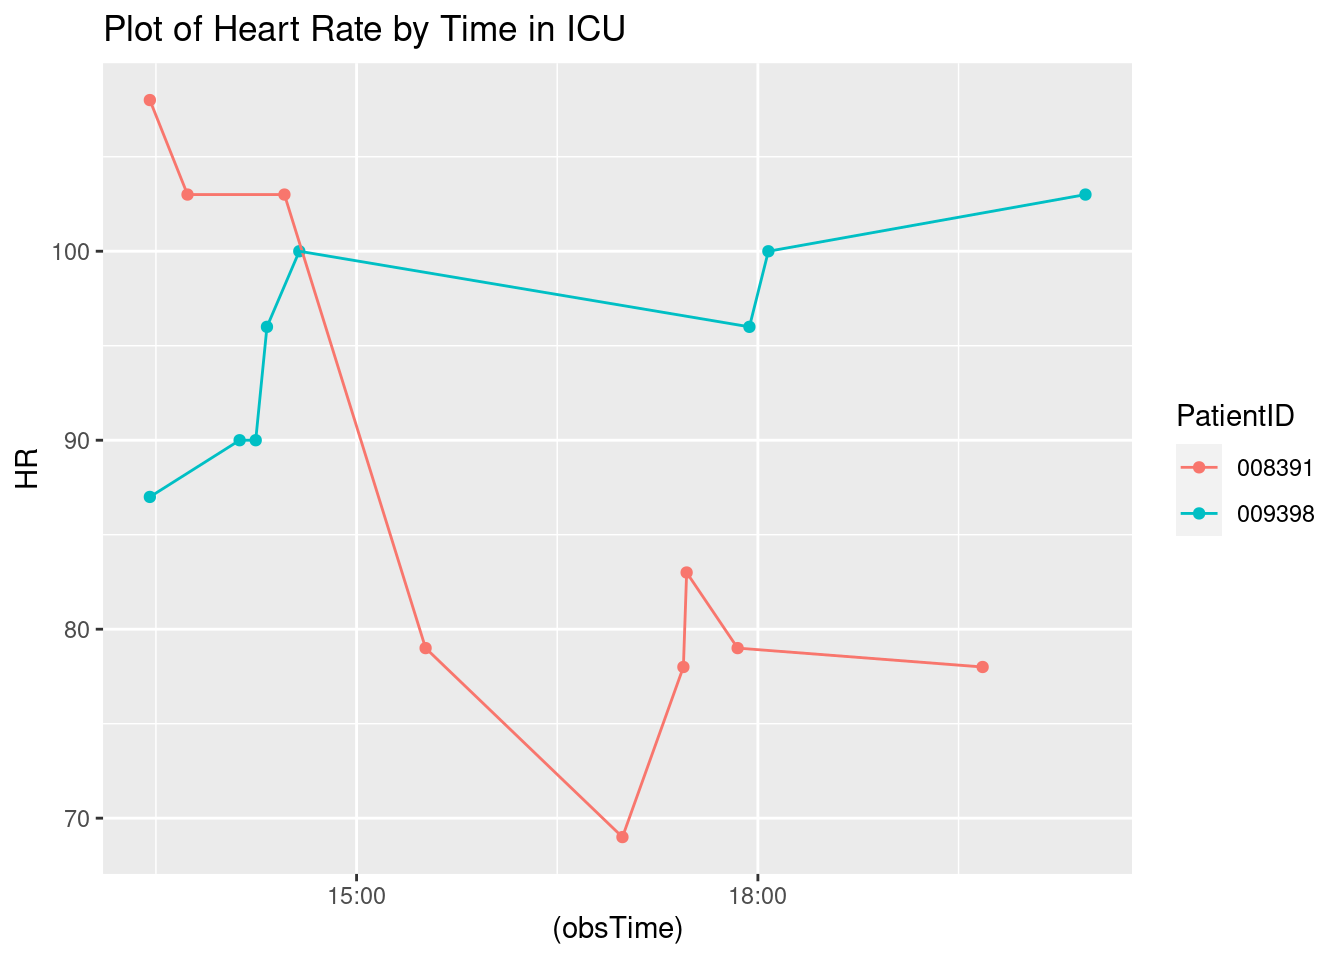 Plot of Heart Rate by Time in ICU
100
90
80
70
HR
15:00
18:00
(obsTime)
PatientID
008391
009398